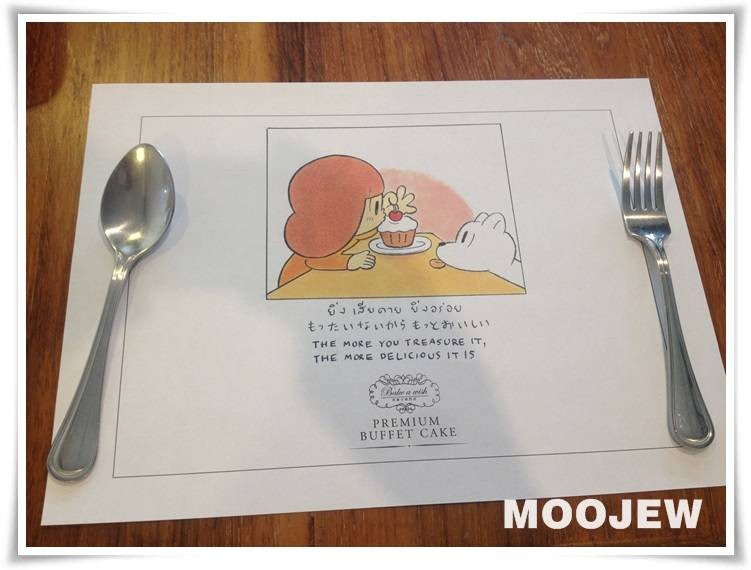 ยิ่งเสียดาย ยิ่งอร่อย
もったいないから もっとおいしい
THE MORE YOU TREASURE IT,
THE MORE DELICIOUS IT IS
Bake a wish
PREMIUM
BUFFET CAKE
MOOJEW